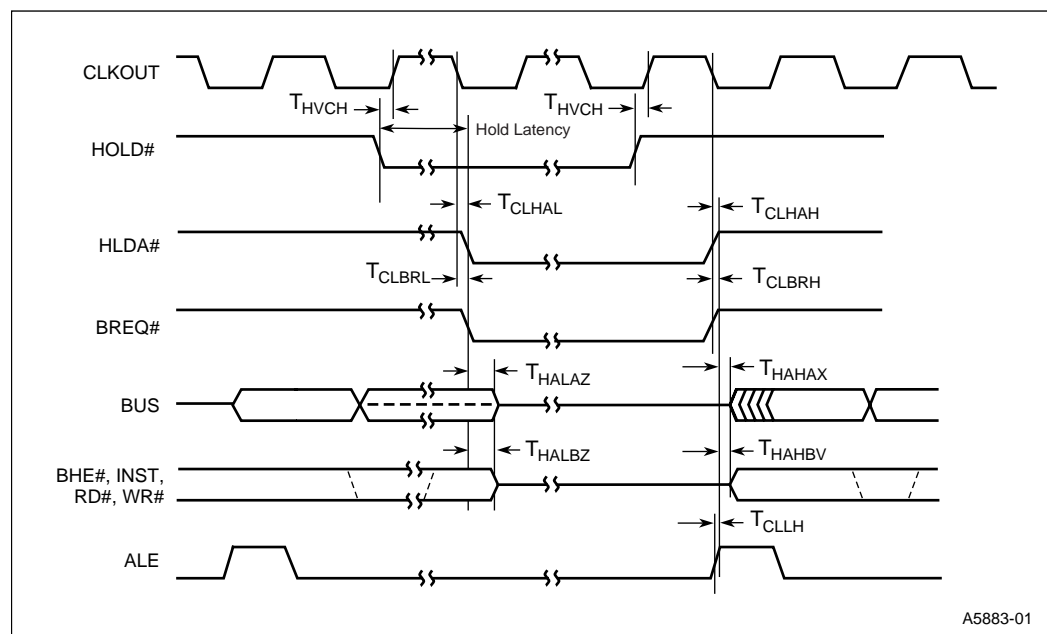 CLKOUT
THVCH
THVCH
Hold Latency
HOLD#
TCLHAL
TCLHAH
HLDA#
TCLBRL
TCLBRH
BREQ#
THALAZ
THAHAX
BUS
THALBZ
THAHBV
BHE#, INST,
RD#, WR#
TCLLH
ALE
A5883-01